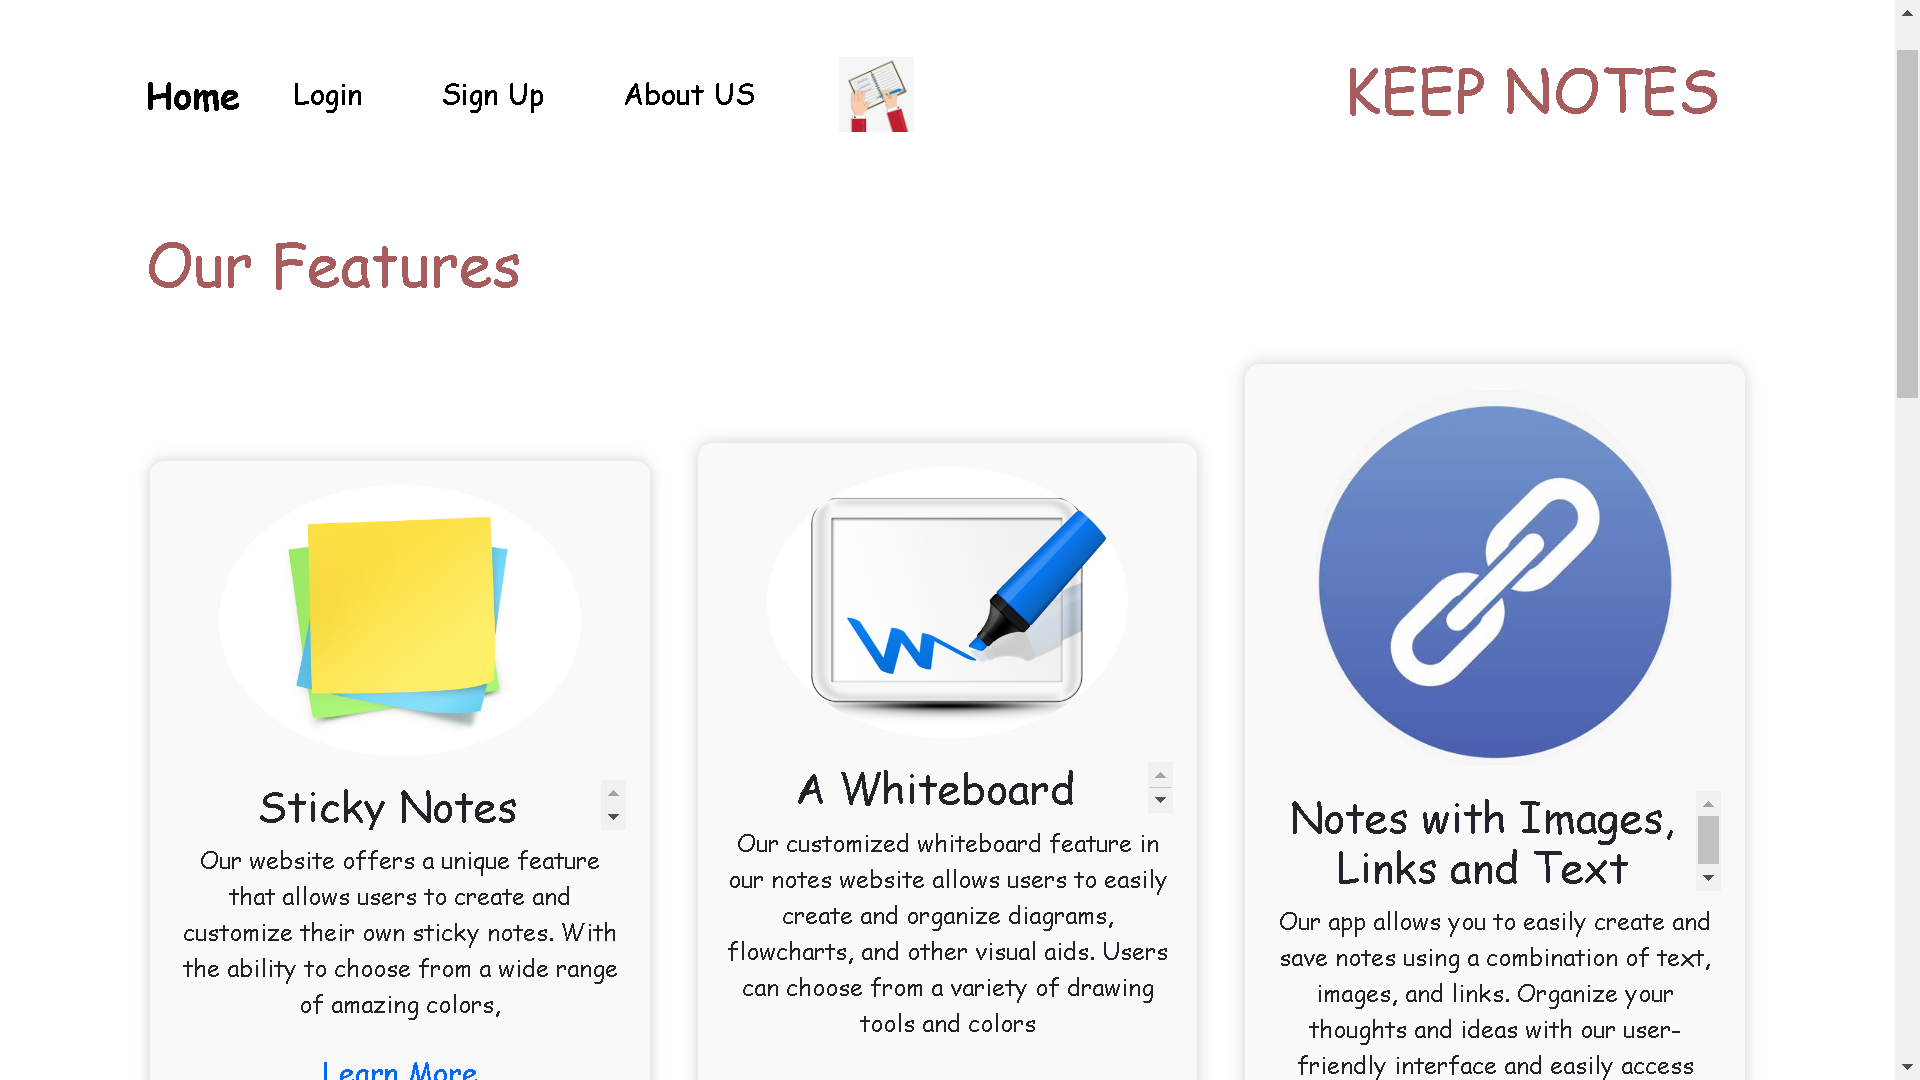 Home
Login
Sign Up
About US
KEEP NOTES
Our Features
Sticky Notes
Our website offers a unique feature
that allows users to create and
customize their own sticky notes. With
the ability to choose from a wide range
of amazing colors,
Learn More
A Whiteboard
Our customized whiteboard feature in
our notes website allows users to easily
create and organize diagrams,
flowcharts, and other visual aids. Users
can choose from a variety of drawing
tools and colors
Notes with Images,
Links and Text
Our app allows you to easily create and
save notes using a combination of text,
images, and links. Organize your
thoughts and ideas with our user-
friendly interface and easily access